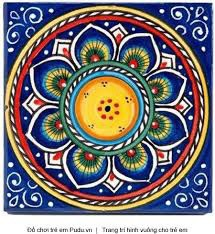 Đồ chơi trẻ em Pudu.vn | Trang trí hình vuông cho trẻ em